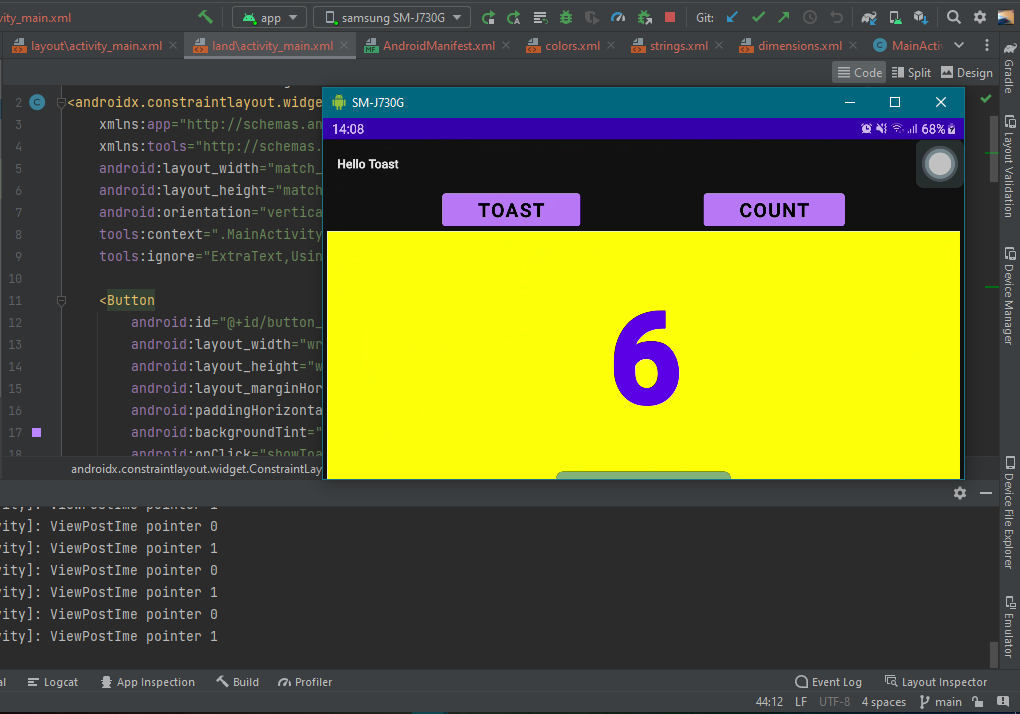 vity_main.xml
app
samsung SM-J730G
Git:
layout\activity_main.xml
land\activity_main.xml
AndroidManifest.xml
colors.xml
strings.xml
dimensions.xml
MainActiv
Code
Split
Design
2 <androidx.constraintlayout.widge
3 xmlns:app="http://schemas.an
4 xmlns:tools="http://schemas.
5 android:layout_width="match_
6 android:layout_height="match
7 android:orientation="vertica
8 tools:context=".MainActivity
9 tools:ignore="ExtraText,Usin
10
11 <Button
12 android:id="@+id/button_
13 android:layout_width="wr
14 android:layout_height="w
15 android:layout_marginHor
16 android:paddingHorizonta
17 android:backgroundTint="
18 android:onClick="showToa
androidx.constraintlayout.widget.ConstraintLay
SM-J730G
14:08
68%
Hello Toast
TOAST
COUNT
6
Gradle
Layout Validation
Device Manager
Device File Explorer
Emulator
vity]: ViewPostIme pointer 1
vity]: ViewPostIme pointer 0
vity]: ViewPostIme pointer 1
vity]: ViewPostIme pointer 0
vity]: ViewPostIme pointer 1
vity]: ViewPostIme pointer 0
vity]: ViewPostIme pointer 1
al
Logcat
App Inspection
Build
Profiler
Event Log
Layout Inspector
44:12
LF
UTF-8
4 spaces
main